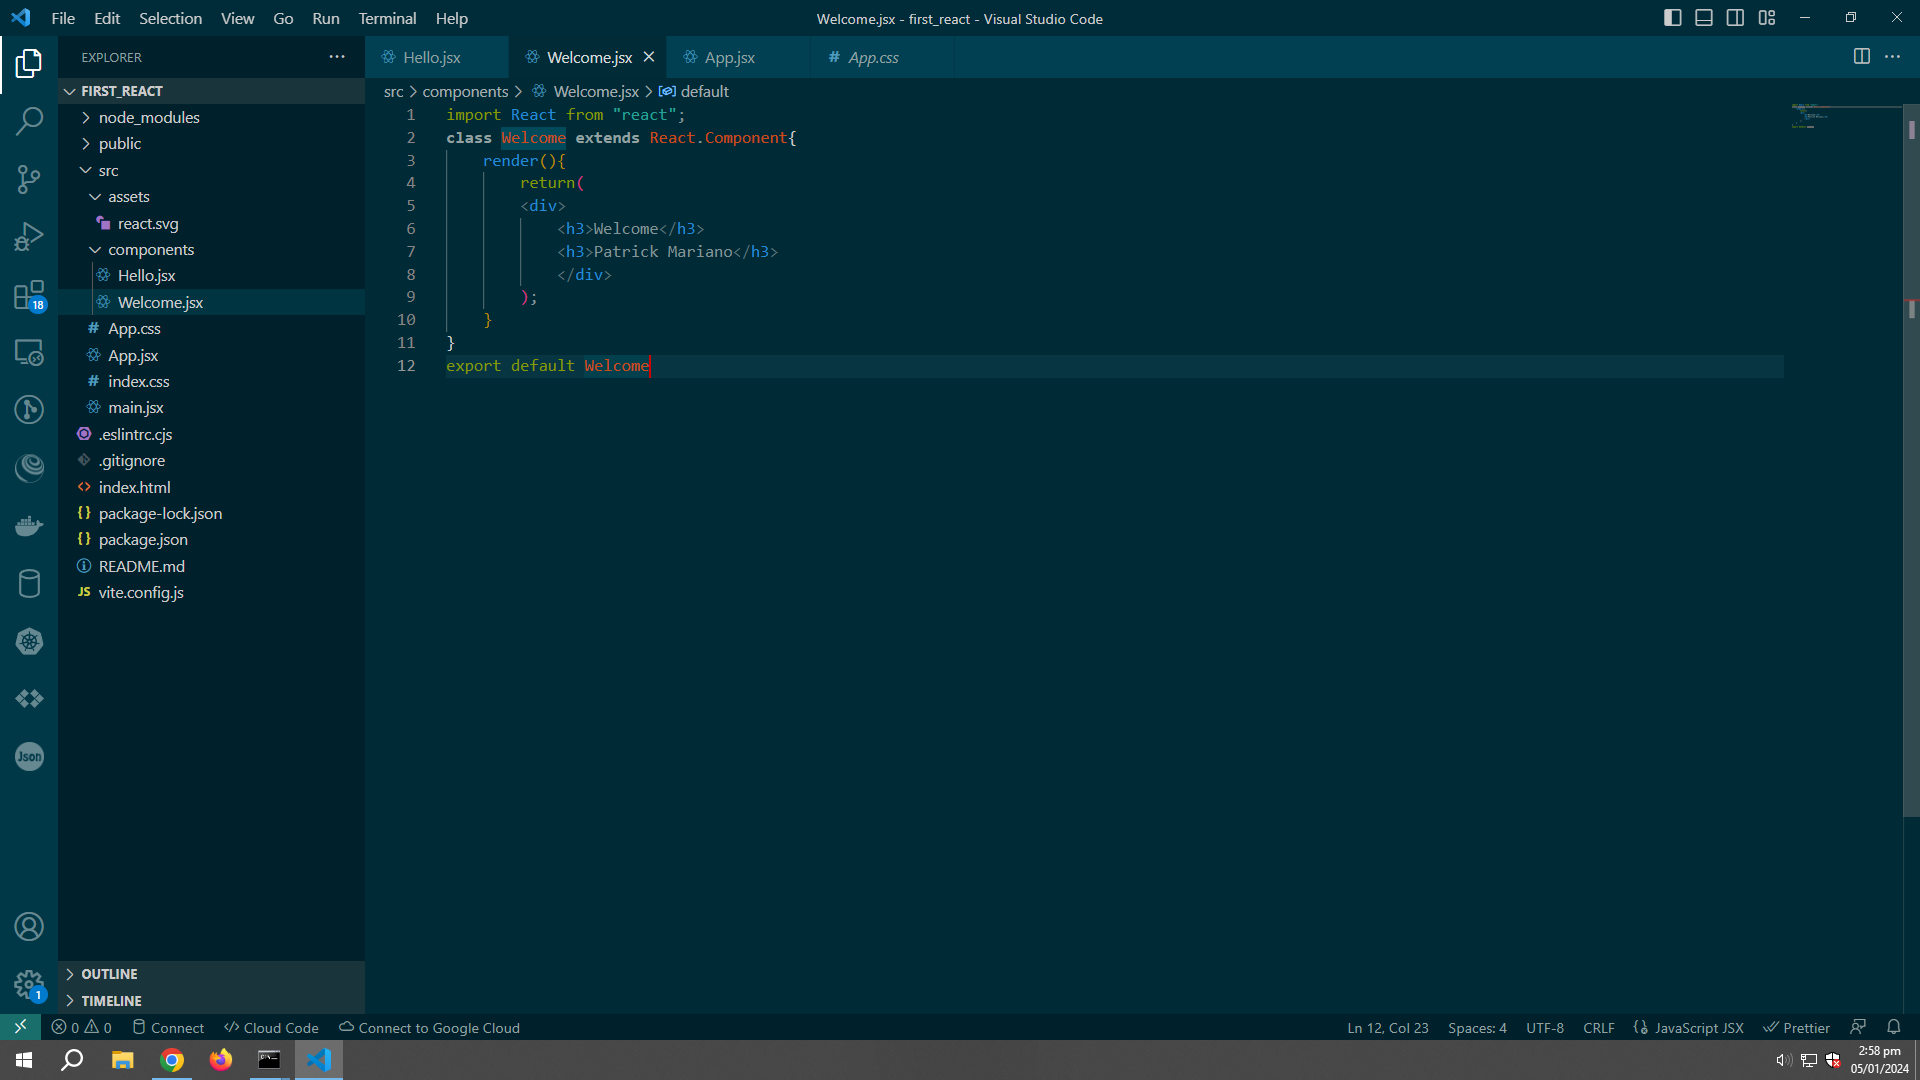 File Edit Selection View Go Run Terminal Help
Welcome.jsx - first_react - Visual Studio Code
EXPLORER
Hello.jsx Welcome.jsx App.jsx # App.css
FIRST_REACT
src > components > Welcome.jsx > default
node_modules
public
src
assets
react.svg
components
Hello.jsx
Welcome.jsx
# App.css
App.jsx
# index.css
main.jsx
.eslintrc.cjs
.gitignore
<> index.html
{} package-lock.json
{} package.json
README.md
JS vite.config.js
1 import React from "react";
2 class Welcome extends React.Component{
3 render(){
4 return(
5 <div>
6 <h3>Welcome</h3>
7 <h3>Patrick Mariano</h3>
8 </div>
9 );
10 }
11 }
12 export default Welcome
18
Json
1
OUTLINE
TIMELINE
0 0 Connect Cloud Code Connect to Google Cloud
Ln 12, Col 23 Spaces: 4 UTF-8 CRLF JavaScript JSX Prettier
2:58 pm
05/01/2024